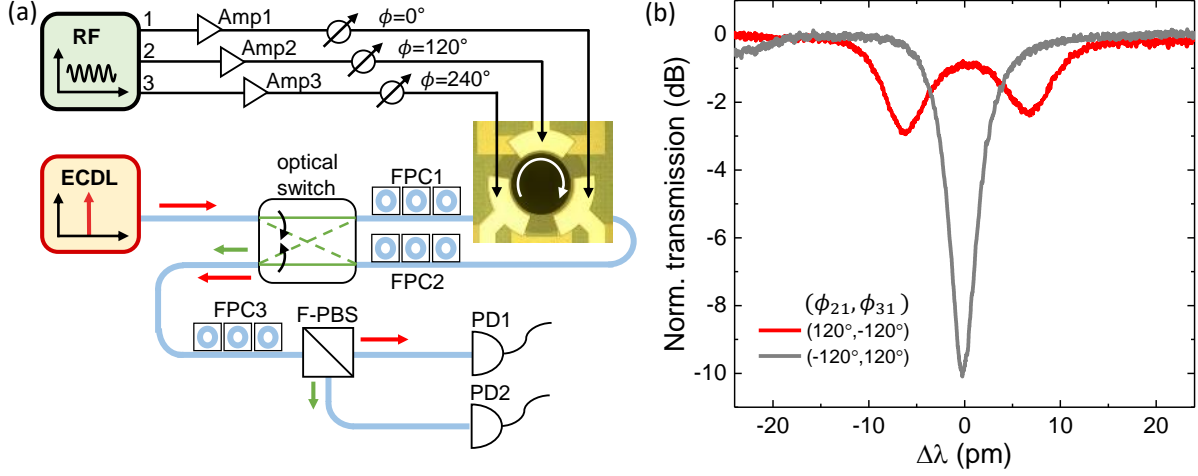 (a)
RF
1
2
3
Amp1
Amp2
Amp3
ϕ=0°
ϕ=120°
ϕ=240°
ECDL
optical
switch
FPC1
FPC2
FPC3
F-PBS
PD1
PD2
(b)
Norm. transmission (dB)
0
-2
-4
-6
-8
-10
(ϕ21, ϕ31)
(120°,-120°)
(-120°,120°)
-20
-10
0
10
20
Δλ (pm)